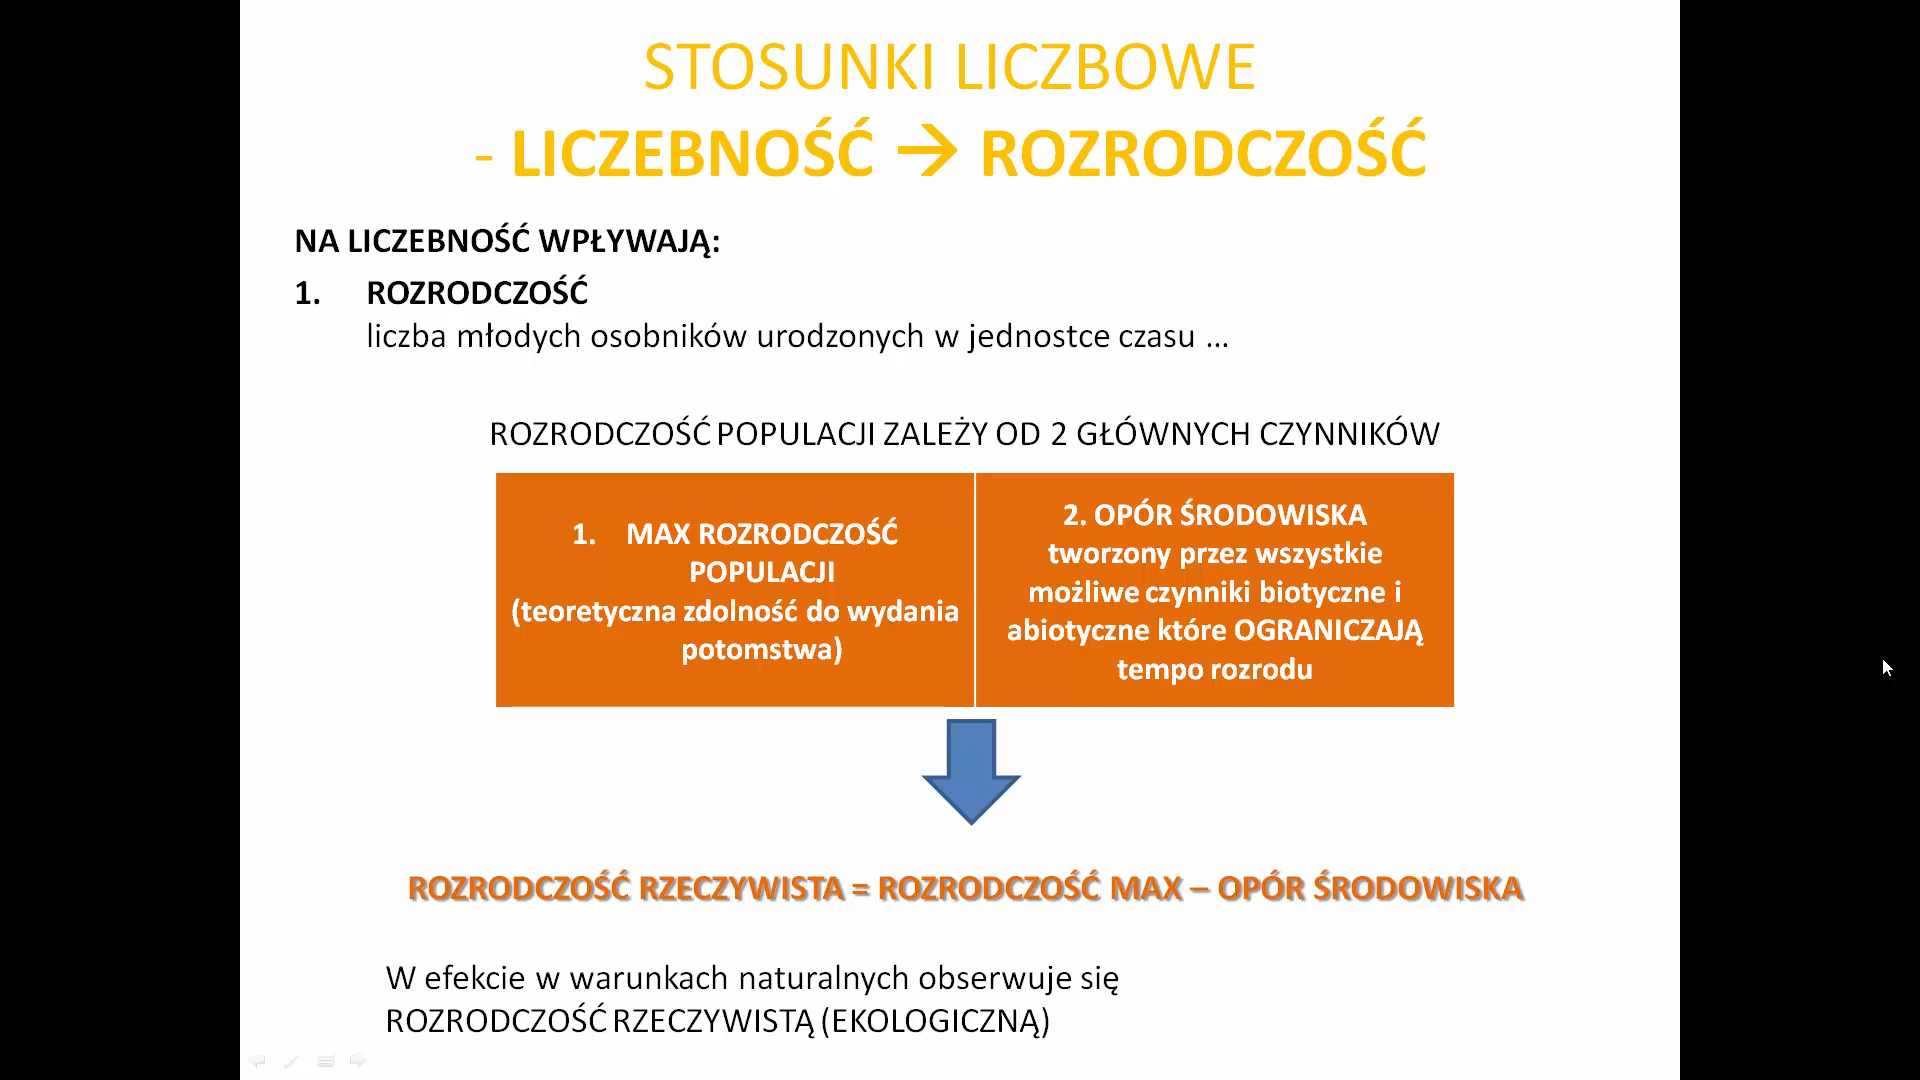 STOSUNKI LICZBOWE
- LICZEBNOŚĆ → ROZRODCZOŚĆ
NA LICZEBNOŚĆ WPŁYWAJĄ:
1. ROZRODCZOŚĆ
liczba młodych osobników urodzonych w jednostce czasu ...
ROZRODCZOŚĆ POPULACJI ZALEŻY OD 2 GŁÓWNYCH CZYNNIKÓW
1. MAX ROZRODCZOŚĆ
POPULACJI
(teoretyczna zdolność do wydania
potomstwa)
2. OPÓR ŚRODOWISKA
tworzony przez wszystkie
możliwe czynniki biotyczne i
abiotyczne które OGRANICZAJĄ
tempo rozrodu
ROZRODCZOŚĆ RZECZYWISTA = ROZRODCZOŚĆ MAX – OPÓR ŚRODOWISKA
W efekcie w warunkach naturalnych obserwuje się
ROZRODCZOŚĆ RZECZYWISTĄ (EKOLOGICZNĄ)